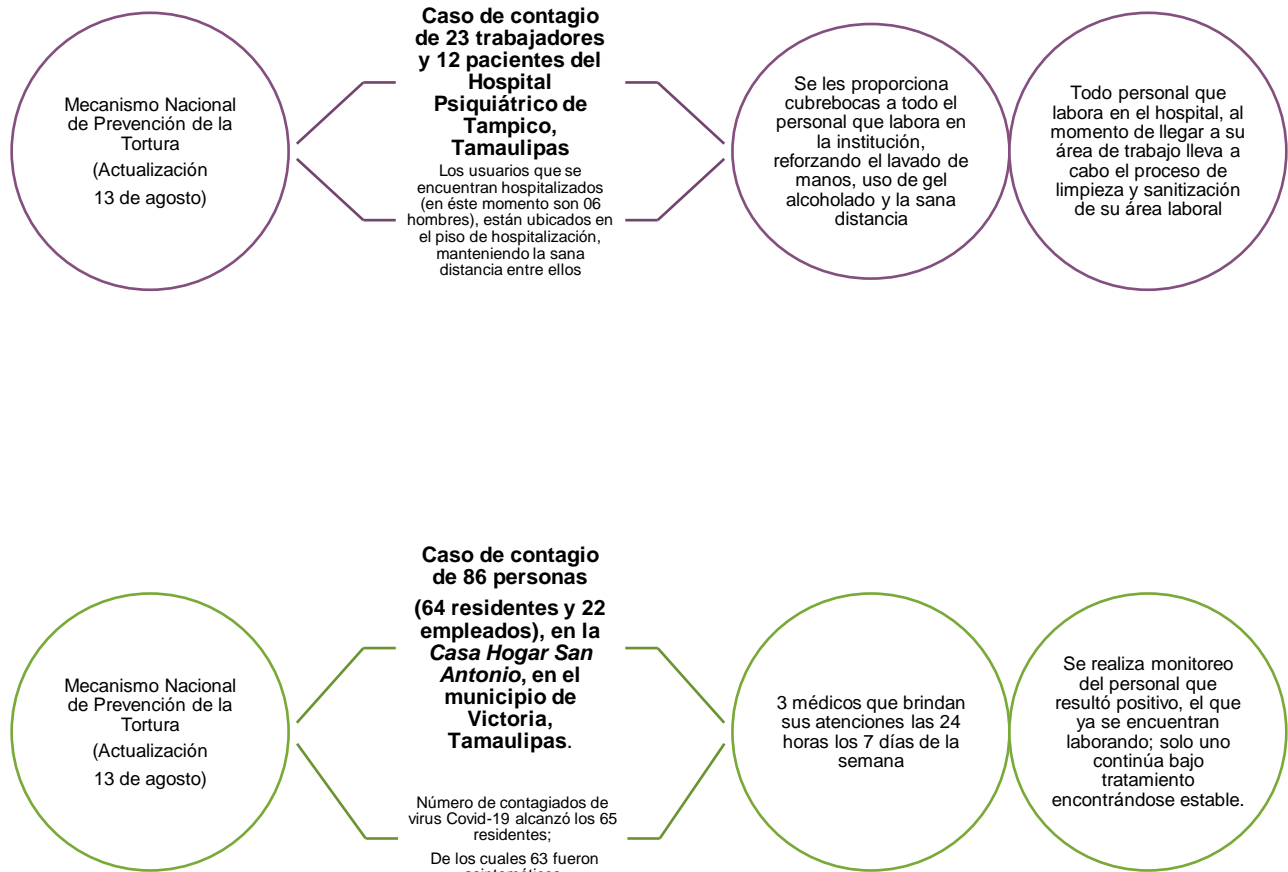 Mecanismo Nacional
de Prevención de la
Tortura
(Actualización
13 de agosto)
Caso de contagio
de 23 trabajadores
y 12 pacientes del
Hospital
Psiquiátrico de
Tampico,
Tamaulipas
Los usuarios que se
encuentran hospitalizados
(en éste momento son 06
hombres), están ubicados en
el piso de hospitalización,
manteniendo la sana
distancia entre ellos
Se les proporciona
cubrebocas a todo el
personal que labora en
la institución,
reforzando el lavado de
manos, uso de gel
alcoholado y la sana
distancia
Todo personal que
labora en el hospital, al
momento de llegar a su
área de trabajo lleva a
cabo el proceso de
limpieza y sanitización
de su área laboral
Mecanismo Nacional
de Prevención de la
Tortura
(Actualización
13 de agosto)
Caso de contagio
de 86 personas
(64 residentes y 22
empleados), en la
Casa Hogar San
Antonio, en el
municipio de
Victoria,
Tamaulipas.
Número de contagiados de
virus Covid-19 alcanzó los 65
residentes;
De los cuales 63 fueron
3 médicos que brindan
sus atenciones las 24
horas los 7 días de la
semana
Se realiza monitoreo
del personal que
resultó positivo, el que
ya se encuentran
laborando; solo uno
continúa bajo
tratamiento
encontrándose estable.